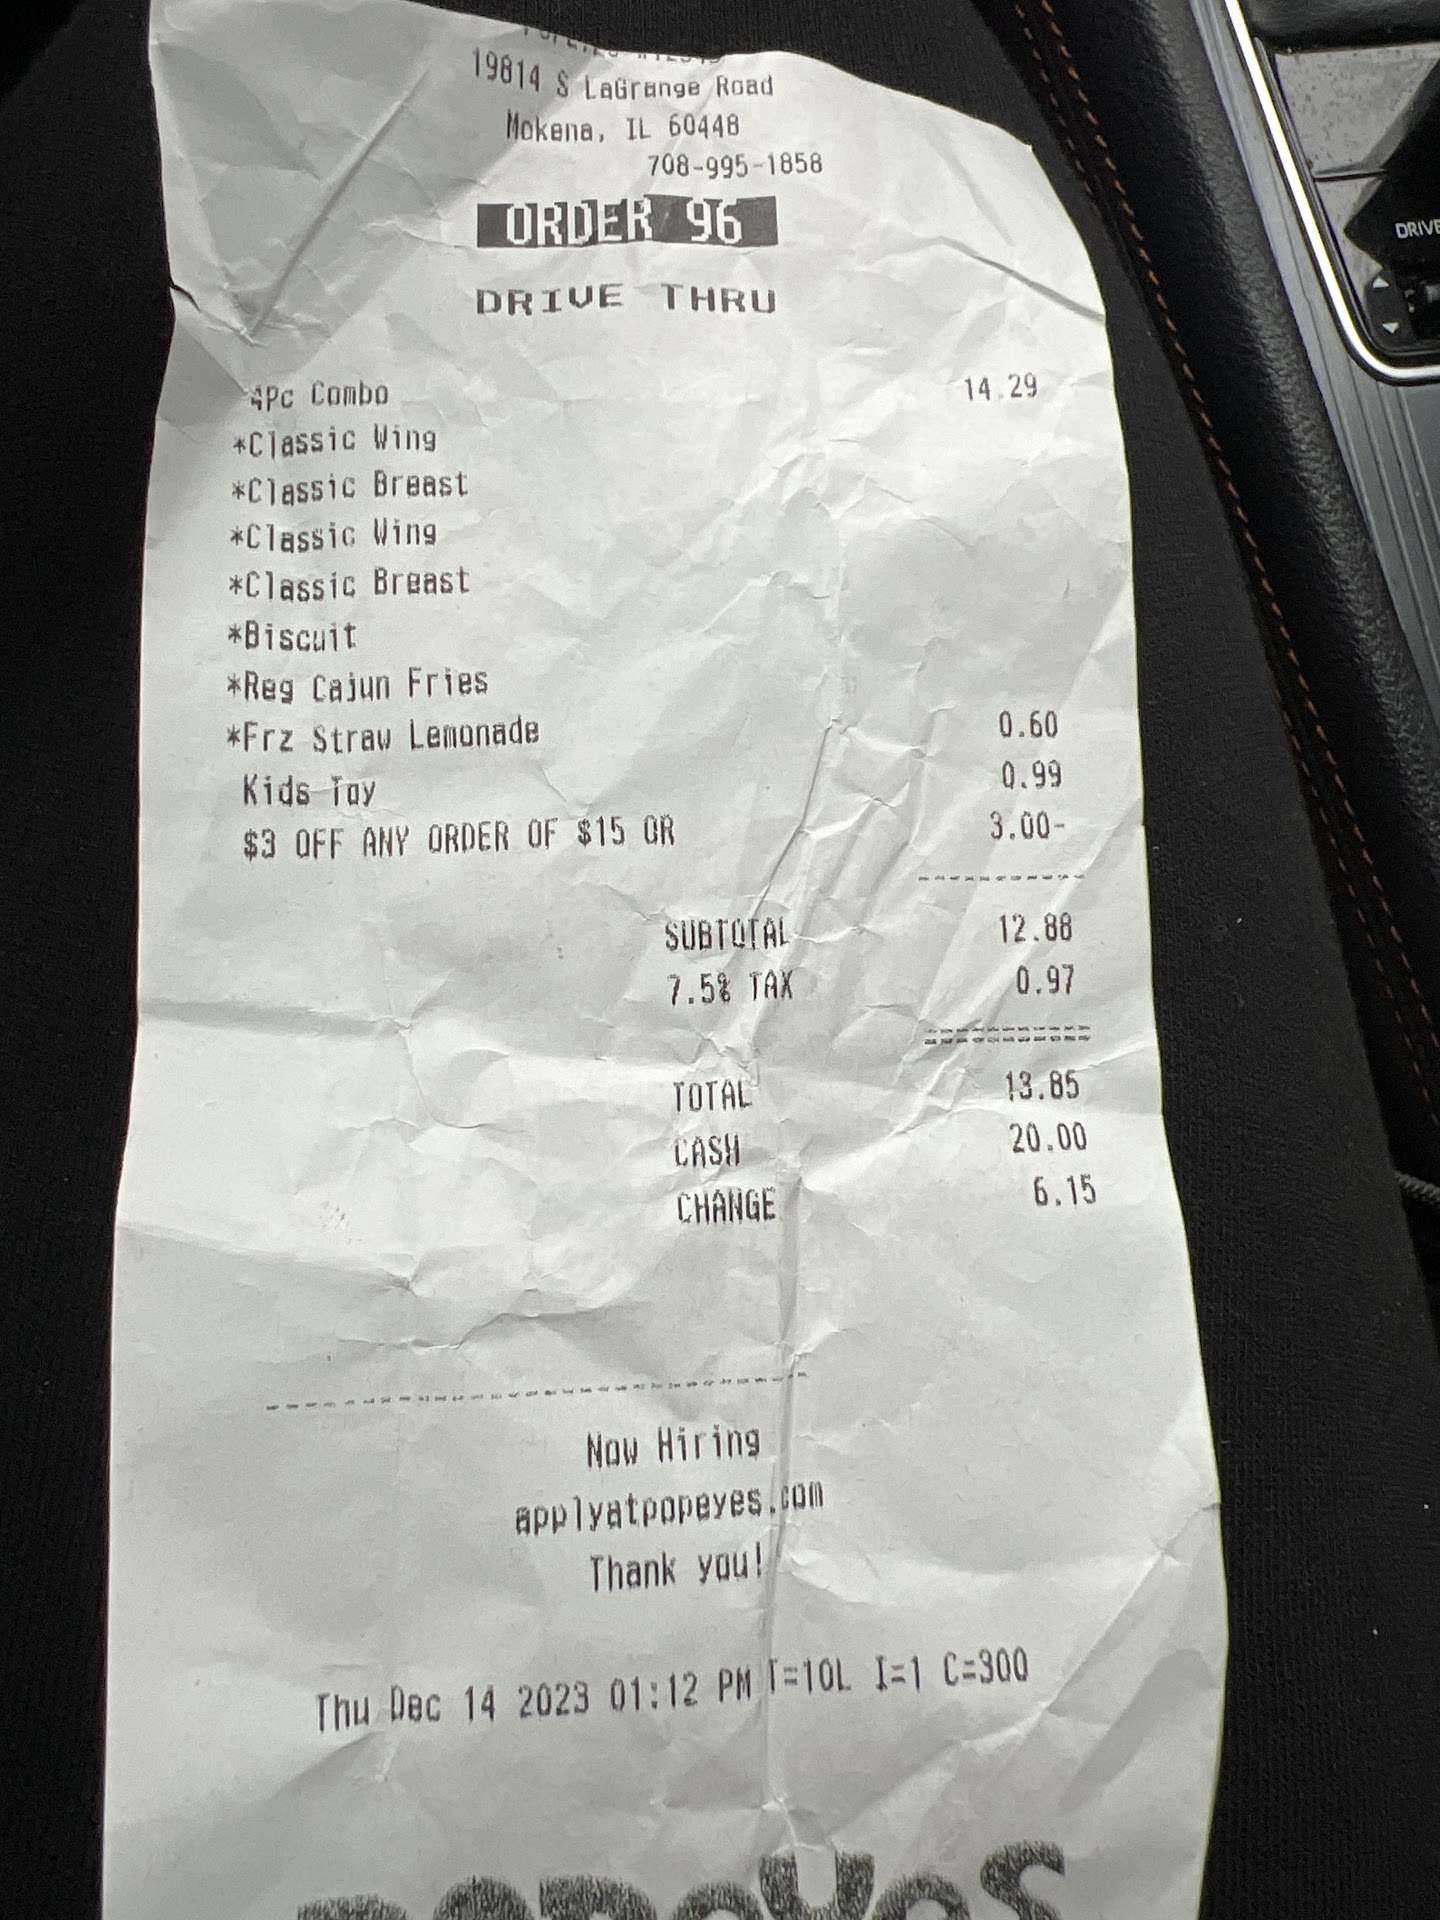 19814 S LaGrange Road
Mokena, IL 60448
708-995-1858
ORDER 96
DRIVE THRU
4Pc Combo 14.29
*Classic Wing
*Classic Breast
*Classic Wing
*Classic Breast
*Biscuit
*Reg Cajun Fries
*Frz Straw Lemonade 0.60
Kids Toy 0.99
$3 OFF ANY ORDER OF $15 OR 3.00-
SUBTOTAL 12.88
7.5% TAX 0.97
TOTAL 13.85
CASH 20.00
CHANGE 6.15
Now Hiring
applyatpopeyes.com
Thank you!
Thu Dec 14 2023 01:12 PM T=10L I=1 C=300
POPEYES
DRIVE